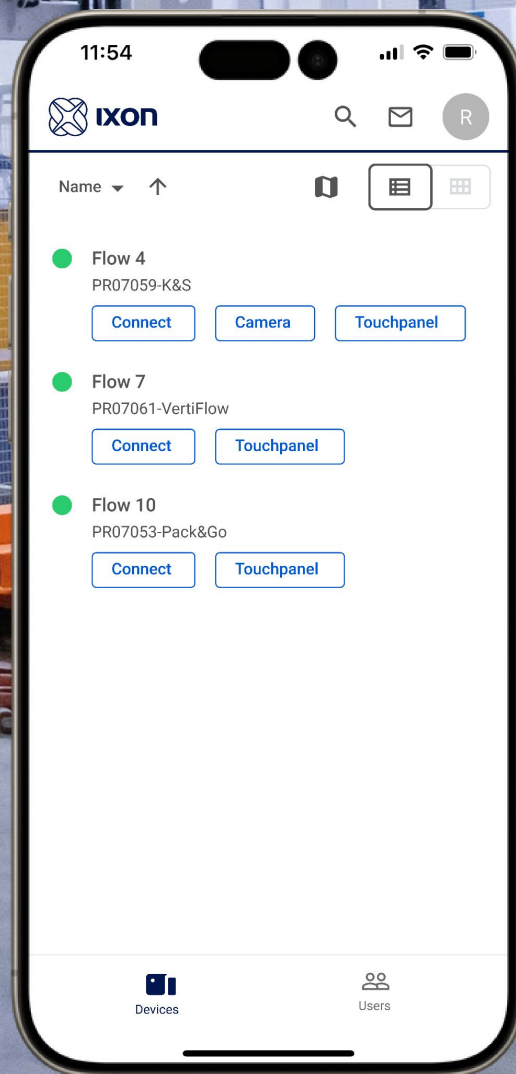 11:54
IXON
R
Name
Flow 4
PR07059-K&S
Connect Camera Touchpanel
Flow 7
PR07061-VertiFlow
Connect Touchpanel
Flow 10
PR07053-Pack&Go
Connect Touchpanel
Devices Users